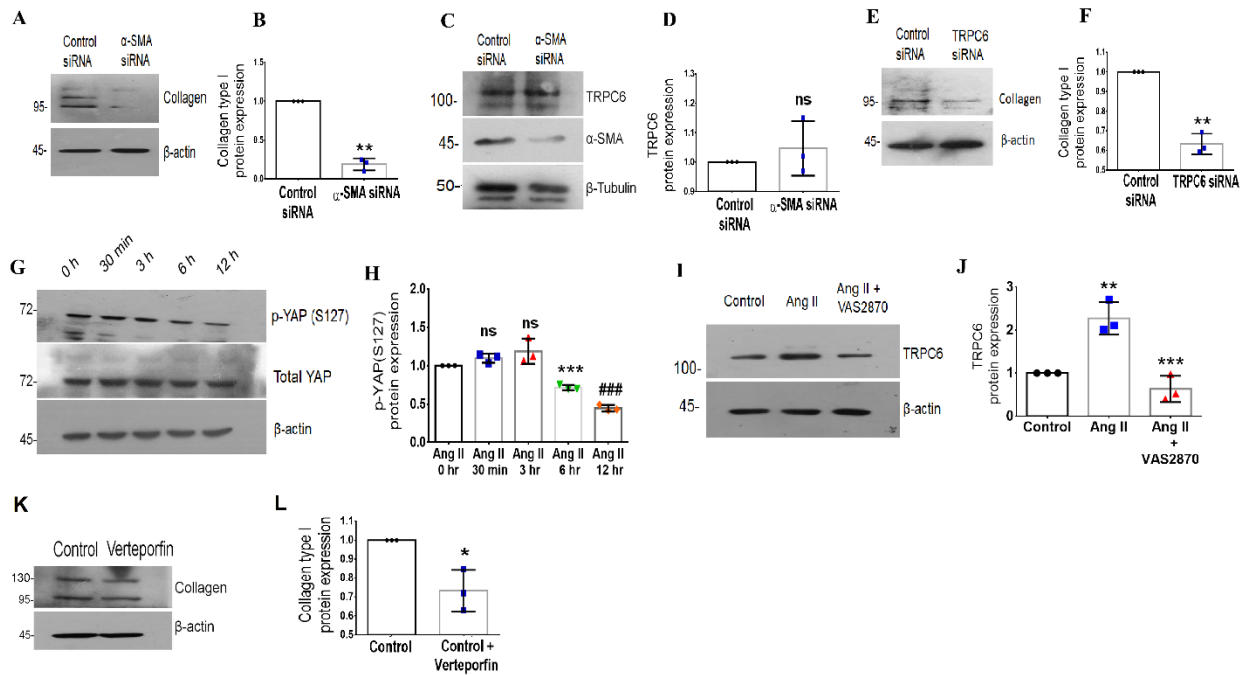 A
Control
siRNA
α-SMA
siRNA
95-
Collagen
45-
β-actin
B
Collagen type I
protein expression
1.5
1.0
0.5
0.0
**
Control
siRNA
α-SMA siRNA
C
Control
siRNA
α-SMA
siRNA
100-
TRPC6
45-
α-SMA
50-
β-Tubulin
D
TRPC6
protein expression
1.3
1.2
1.1
1.0
0.9
ns
Control
siRNA
α-SMA siRNA
E
Control
siRNA
TRPC6
siRNA
95-
Collagen
45-
β-actin
F
Collagen type I
protein expression
1.1
1.0
0.9
0.8
0.7
0.6
0.5
**
Control
siRNA
TRPC6 siRNA
G
0 h
30 min
3 h
6 h
12 h
72-
p-YAP (S127)
72-
Total YAP
45-
β-actin
H
p-YAP(S127)
protein expression
2.0
1.5
1.0
0.5
0.0
ns
ns
***
###
Ang II
0 hr
Ang II
30 min
Ang II
3 hr
Ang II
6 hr
Ang II
12 hr
I
Control
Ang II
Ang II +
VAS2870
100-
TRPC6
45-
β-actin
J
TRPC6
protein expression
3
2
1
0
**
***
Control
Ang II
Ang II
+
VAS2870
K
Control
Verteporfin
130-
95-
Collagen
45-
β-actin
L
Collagen type I
protein expression
1.1
1.0
0.9
0.8
0.7
0.6
0.5
*
Control
Control +
Verteporfin